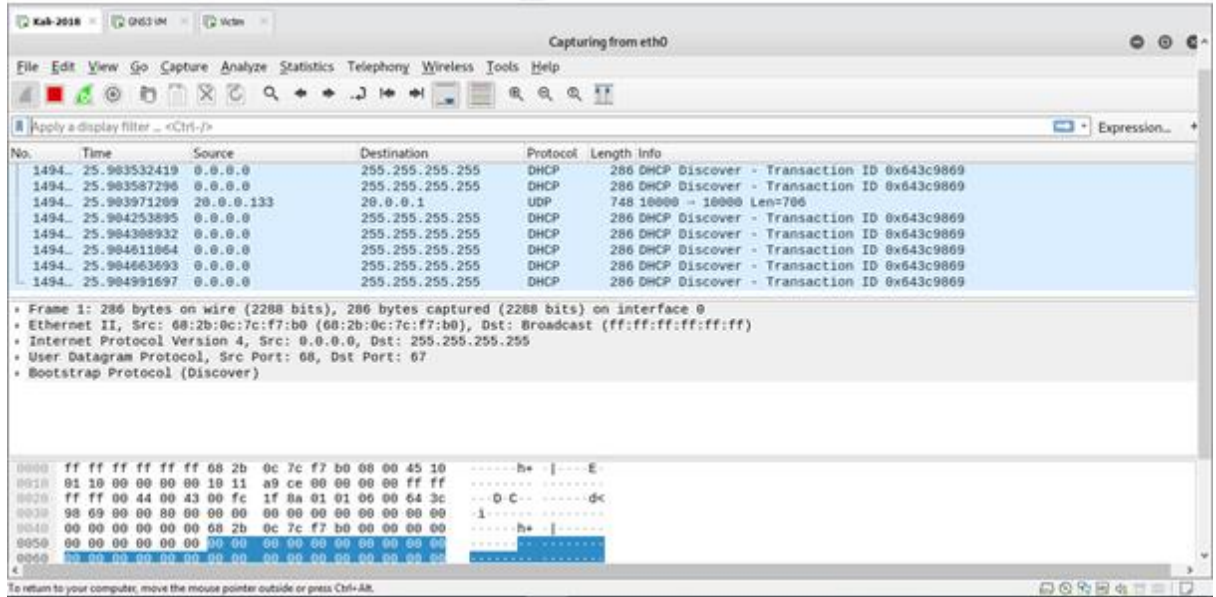 Kali-2018 × GNS3 VM × Victim ×
Capturing from eth0
File Edit View Go Capture Analyze Statistics Telephony Wireless Tools Help
Apply a display filter ... <Ctrl-/> Expression... +
No. Time Source Destination Protocol Length Info
1494… 25.903532419 0.0.0.0 255.255.255.255 DHCP 286 DHCP Discover - Transaction ID 0x643c9869
1494… 25.903587296 0.0.0.0 255.255.255.255 DHCP 286 DHCP Discover - Transaction ID 0x643c9869
1494… 25.903971209 20.0.0.133 20.0.0.1 UDP 748 10000 → 10000 Len=706
1494… 25.904253895 0.0.0.0 255.255.255.255 DHCP 286 DHCP Discover - Transaction ID 0x643c9869
1494… 25.904308932 0.0.0.0 255.255.255.255 DHCP 286 DHCP Discover - Transaction ID 0x643c9869
1494… 25.904611064 0.0.0.0 255.255.255.255 DHCP 286 DHCP Discover - Transaction ID 0x643c9869
1494… 25.904663693 0.0.0.0 255.255.255.255 DHCP 286 DHCP Discover - Transaction ID 0x643c9869
1494… 25.904991697 0.0.0.0 255.255.255.255 DHCP 286 DHCP Discover - Transaction ID 0x643c9869
Frame 1: 286 bytes on wire (2288 bits), 286 bytes captured (2288 bits) on interface 0
Ethernet II, Src: 68:2b:0c:7c:f7:b0 (68:2b:0c:7c:f7:b0), Dst: Broadcast (ff:ff:ff:ff:ff:ff)
Internet Protocol Version 4, Src: 0.0.0.0, Dst: 255.255.255.255
User Datagram Protocol, Src Port: 68, Dst Port: 67
Bootstrap Protocol (Discover)
0000 ff ff ff ff ff ff 68 2b 0c 7c f7 b0 08 00 45 10 ······h+ ·|····E·
0010 01 10 00 00 00 00 10 11 a9 ce 00 00 00 00 ff ff ········ ········
0020 ff ff 00 44 00 43 00 fc 1f 8a 01 01 06 00 64 3c ···D·C·· ······d<
0030 98 69 00 00 80 00 00 00 00 00 00 00 00 00 00 00 ·i······ ········
0040 00 00 00 00 00 00 68 2b 0c 7c f7 b0 00 00 00 00 ······h+ ·|······
0050 00 00 00 00 00 00 00 00 00 00 00 00 00 00 00 00 ········ ········
0060 00 00 00 00 00 00 00 00 00 00 00 00 00 00 00 00 ········ ········
To return to your computer, move the mouse pointer outside or press Ctrl+Alt.